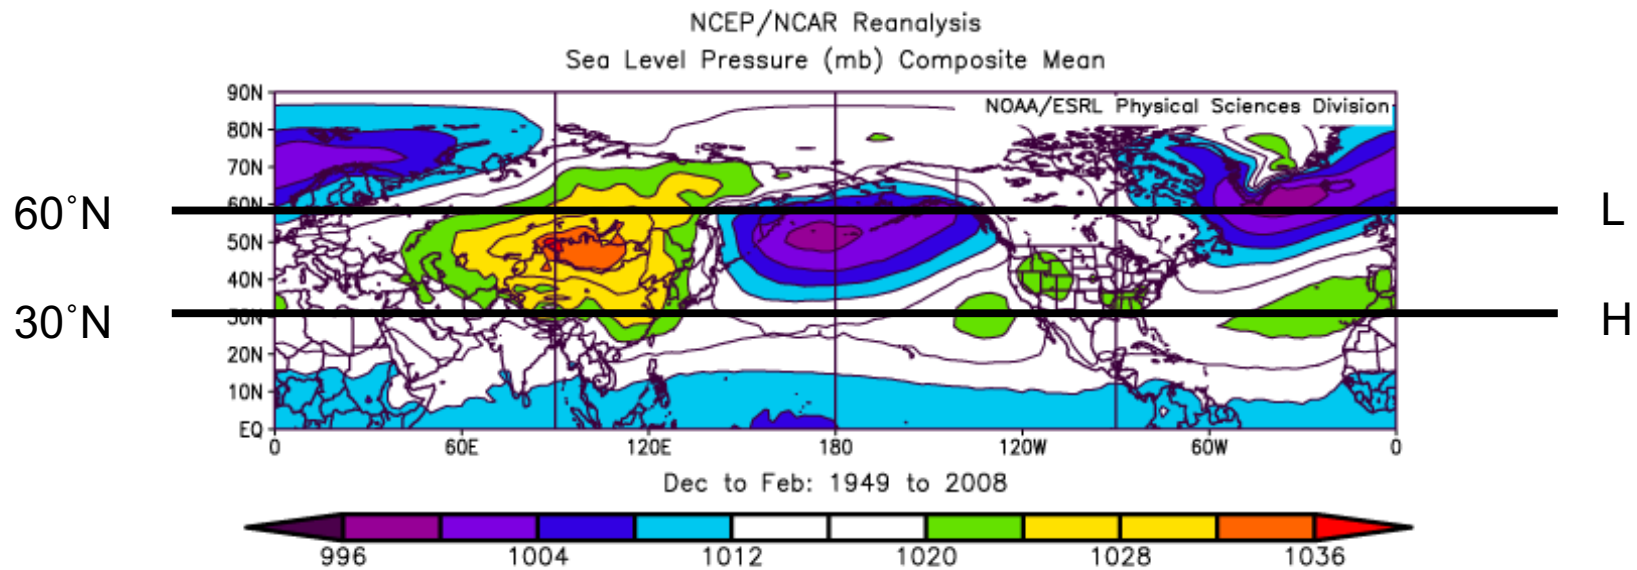 NCEP/NCAR Reanalysis
Sea Level Pressure (mb) Composite Mean
90N
NOAA/ESRL Physical Sciences Division
80N
70N
60N
60˚N
L
50N
40N
30N
30˚N
H
20N
10N
EQ
0 60E 120E 180 120W 60W 0
Dec to Feb: 1949 to 2008
996 1004 1012 1020 1028 1036